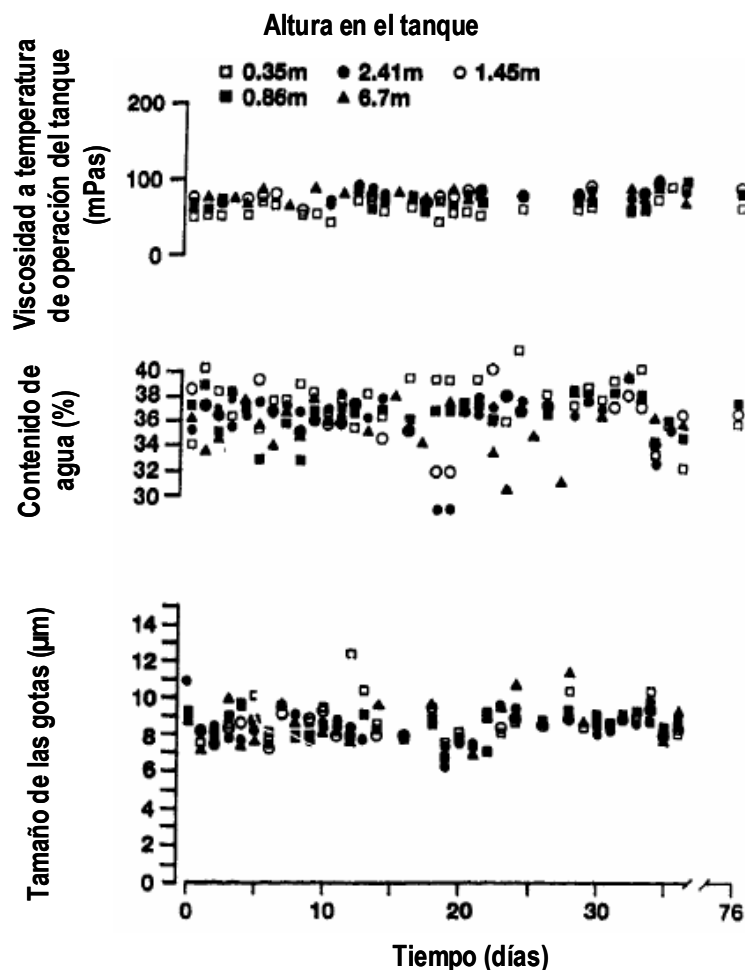 Altura en el tanque
0.35m 2.41m 1.45m
0.86m 6.7m
Viscosidad a temperatura
de operación del tanque
(mPas)
200
100
0
Contenido de
agua (%)
40
38
36
34
32
30
Tamaño de las gotas (µm)
14
12
10
8
6
4
2
0
0 10 20 30 76
Tiempo (días)